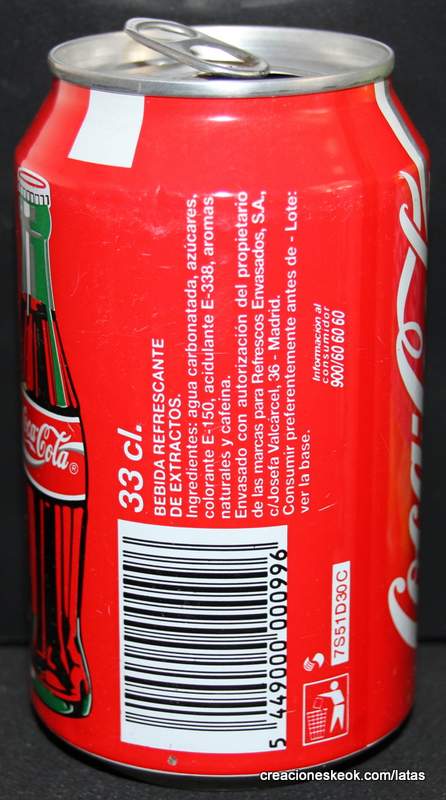 33 cl.
BEBIDA REFRESCANTE
DE EXTRACTOS.
Ingredientes: agua carbonatada, azúcares,
colorante E-150, acidulante E-338, aromas
naturales y cafeína.
Envasado con autorización del propietario
de las marcas para Refrescos Envasados, S.A.,
c/Josefa Valcárcel, 36 - Madrid.
Consumir preferentemente antes de - Lote:
ver la base.
Información al
consumidor
900/60 60 60
5 449000 000996
7S51D30C
Coca-Cola ®
Coca-Cola
creacioneskeok.com/latas